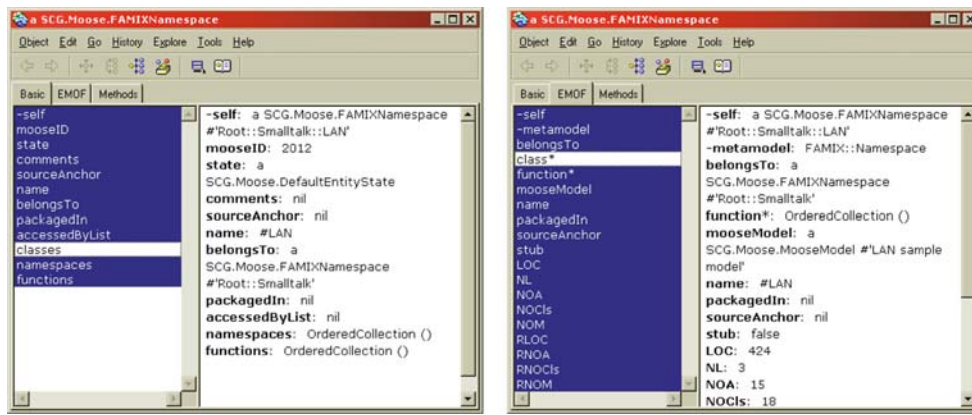 a SCG.Moose.FAMIXNamespace
Object Edit Go History Explore Tools Help
Basic EMOF Methods
-self
mooseID
state
comments
sourceAnchor
name
belongsTo
packagedIn
accessedByList
classes
namespaces
functions
-self: a SCG.Moose.FAMIXNamespace
#'Root::Smalltalk::LAN'
mooseID: 2012
state: a
SCG.Moose.DefaultEntityState
comments: nil
sourceAnchor: nil
name: #LAN
belongsTo: a
SCG.Moose.FAMIXNamespace
#'Root::Smalltalk'
packagedIn: nil
accessedByList: nil
namespaces: OrderedCollection ()
functions: OrderedCollection ()
a SCG.Moose.FAMIXNamespace
Object Edit Go History Explore Tools Help
Basic EMOF Methods
-self
-metamodel
belongsTo
class*
function*
mooseModel
name
packagedIn
sourceAnchor
stub
LOC
NL
NOA
NOCls
NOM
RLOC
RNOA
RNOCls
RNOM
-self: a SCG.Moose.FAMIXNamespace
#'Root::Smalltalk::LAN'
-metamodel: FAMIX::Namespace
belongsTo: a
SCG.Moose.FAMIXNamespace
#'Root::Smalltalk'
function*: OrderedCollection ()
mooseModel: a
SCG.Moose.MooseModel #'LAN sample
model'
name: #LAN
packagedIn: nil
sourceAnchor: nil
stub: false
LOC: 424
NL: 3
NOA: 15
NOCls: 18